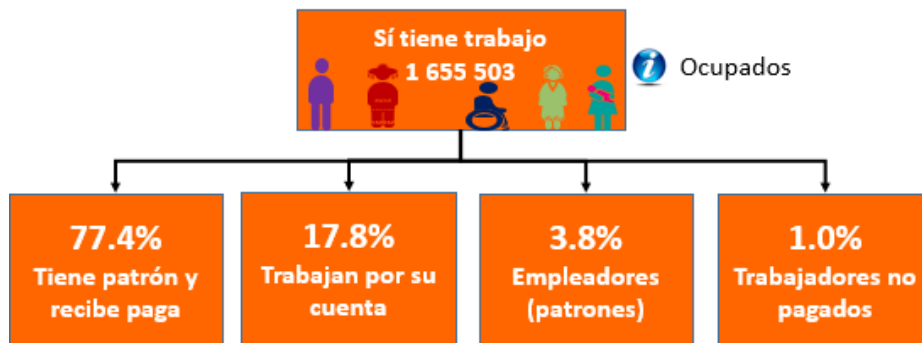 Sí tiene trabajo
1 655 503
i Ocupados
77.4%
Tiene patrón y
recibe paga
17.8%
Trabajan por su
cuenta
3.8%
Empleadores
(patrones)
1.0%
Trabajadores no
pagados